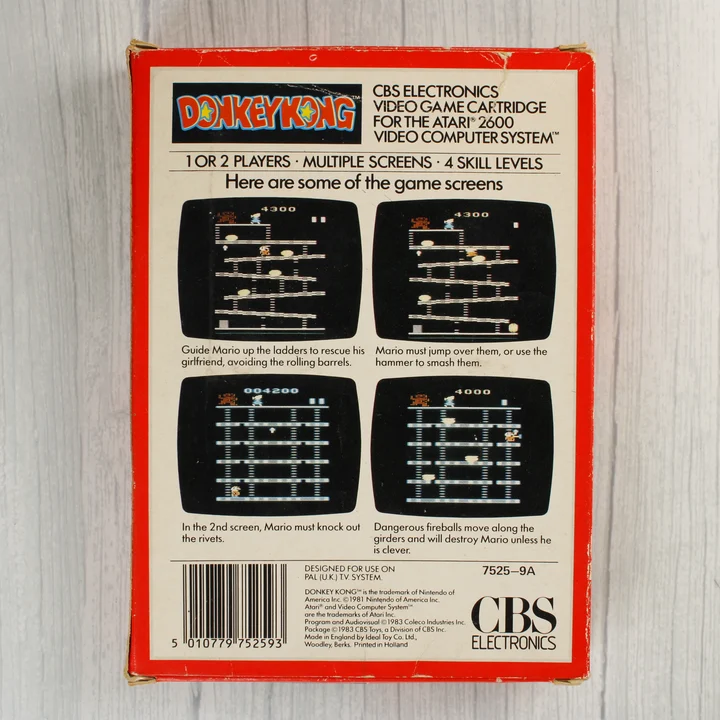 DONKEY KONG™
CBS ELECTRONICS
VIDEO GAME CARTRIDGE
FOR THE ATARI® 2600
VIDEO COMPUTER SYSTEM™
1 OR 2 PLAYERS · MULTIPLE SCREENS · 4 SKILL LEVELS
Here are some of the game screens
4300
4300
Guide Mario up the ladders to rescue his
girlfriend, avoiding the rolling barrels.
Mario must jump over them, or use the
hammer to smash them.
004200
4000
In the 2nd screen, Mario must knock out
the rivets.
Dangerous fireballs move along the
girders and will destroy Mario unless he
is clever.
5 010779 752593
DESIGNED FOR USE ON
PAL (U.K.) T.V. SYSTEM.
DONKEY KONG™ is the trademark of Nintendo of
America Inc. © 1981 Nintendo of America Inc.
Atari® and Video Computer System™
are the trademarks of Atari Inc.
Program and Audiovisual © 1983 Coleco Industries Inc.
Package © 1983 CBS Toys, a Division of CBS Inc.
Made in England by Ideal Toy Co. Ltd.,
Woodley, Berks. Printed in Holland
7525–9A
CBS
ELECTRONICS